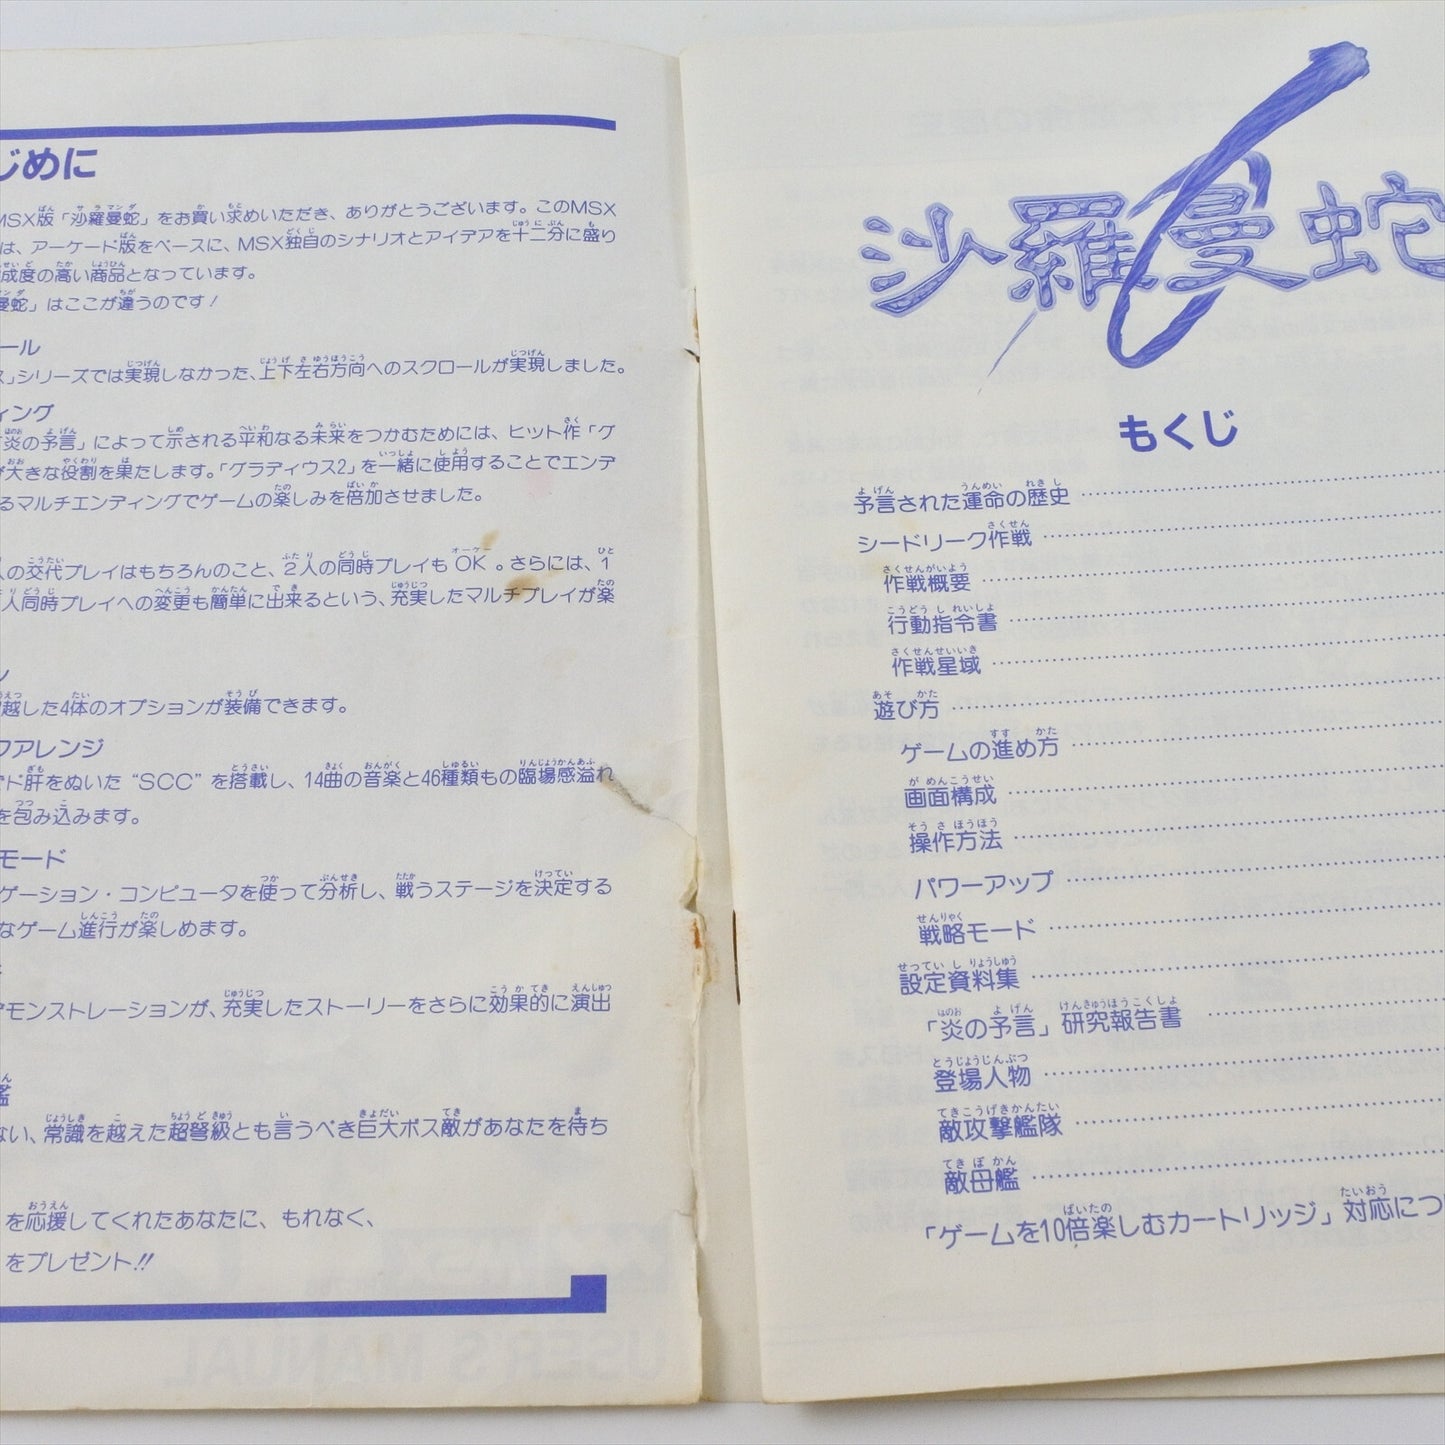 じめに
MSX版「沙羅曼蛇」をお買い求めいただき、ありがとうございます。このMSX
は、アーケード版をベースに、MSX独自のシナリオとアイデアを十二分に盛り
成度の高い商品となっています。
曼蛇」はここが違うのです！
ール
ス」シリーズでは実現しなかった、上下左右方向へのスクロールが実現しました。
ィング
「炎の予言」によって示される平和なる未来をつかむためには、ヒット作「グ
が大きな役割を果たします。「グラディウス2」を一緒に使用することでエンデ
るマルチエンディングでゲームの楽しみを倍加させました。
人の交代プレイはもちろんのこと、2人の同時プレイもOK。さらには、1
人同時プレイへの変更も簡単に出来るという、充実したマルチプレイが楽
ン
越した4体のオプションが装備できます。
クアレンジ
ド肝をぬいた “SCC” を搭載し、14曲の音楽と46種類もの臨場感溢れ
を包み込みます。
モード
ゲーション・コンピュータを使って分析し、戦うステージを決定する
なゲーム進行が楽しめます。
デモンストレーションが、充実したストーリーをさらに効果的に演出
艦
ない、常識を越えた超弩級とも言うべき巨大ボス敵があなたを待ち
を応援してくれたあなたに、もれなく、
をプレゼント!!
沙羅曼蛇
もくじ
予言された運命の歴史
シードリーク作戦
作戦概要
行動指令書
作戦星域
遊び方
ゲームの進め方
画面構成
操作方法
パワーアップ
戦略モード
設定資料集
「炎の予言」研究報告書
登場人物
敵攻撃艦隊
敵母艦
「ゲームを10倍楽しむカートリッジ」対応につ
USER'S MANUAL